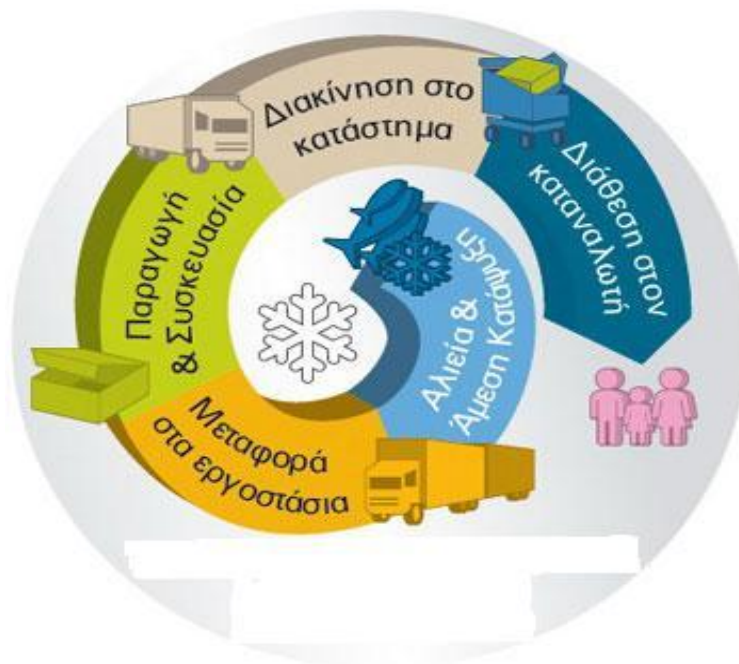 Αλιεία &
Άμεση Κατάψυξη
Μεταφορά
στα εργοστάσια
Παραγωγή
& Συσκευασία
Διακίνηση στο
κατάστημα
Διάθεση στον
καταναλωτή